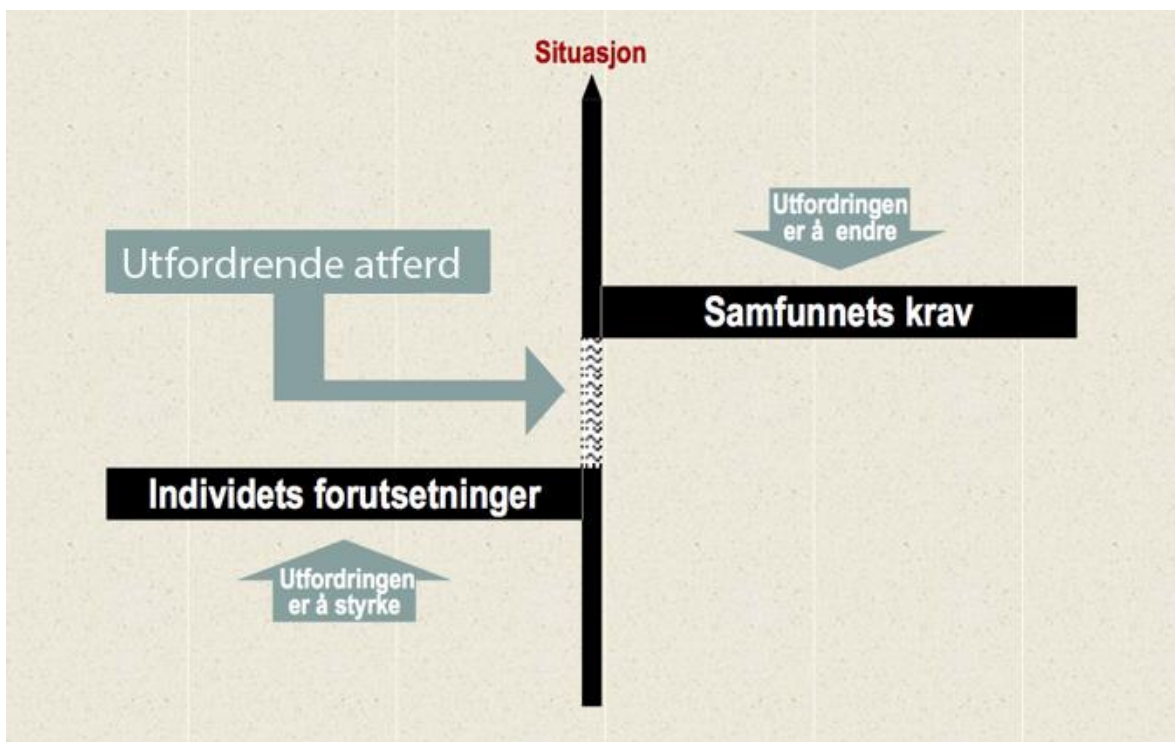 Situasjon
Utfordringen
er å endre
Utfordrende atferd
Samfunnets krav
Individets forutsetninger
Utfordringen
er å styrke